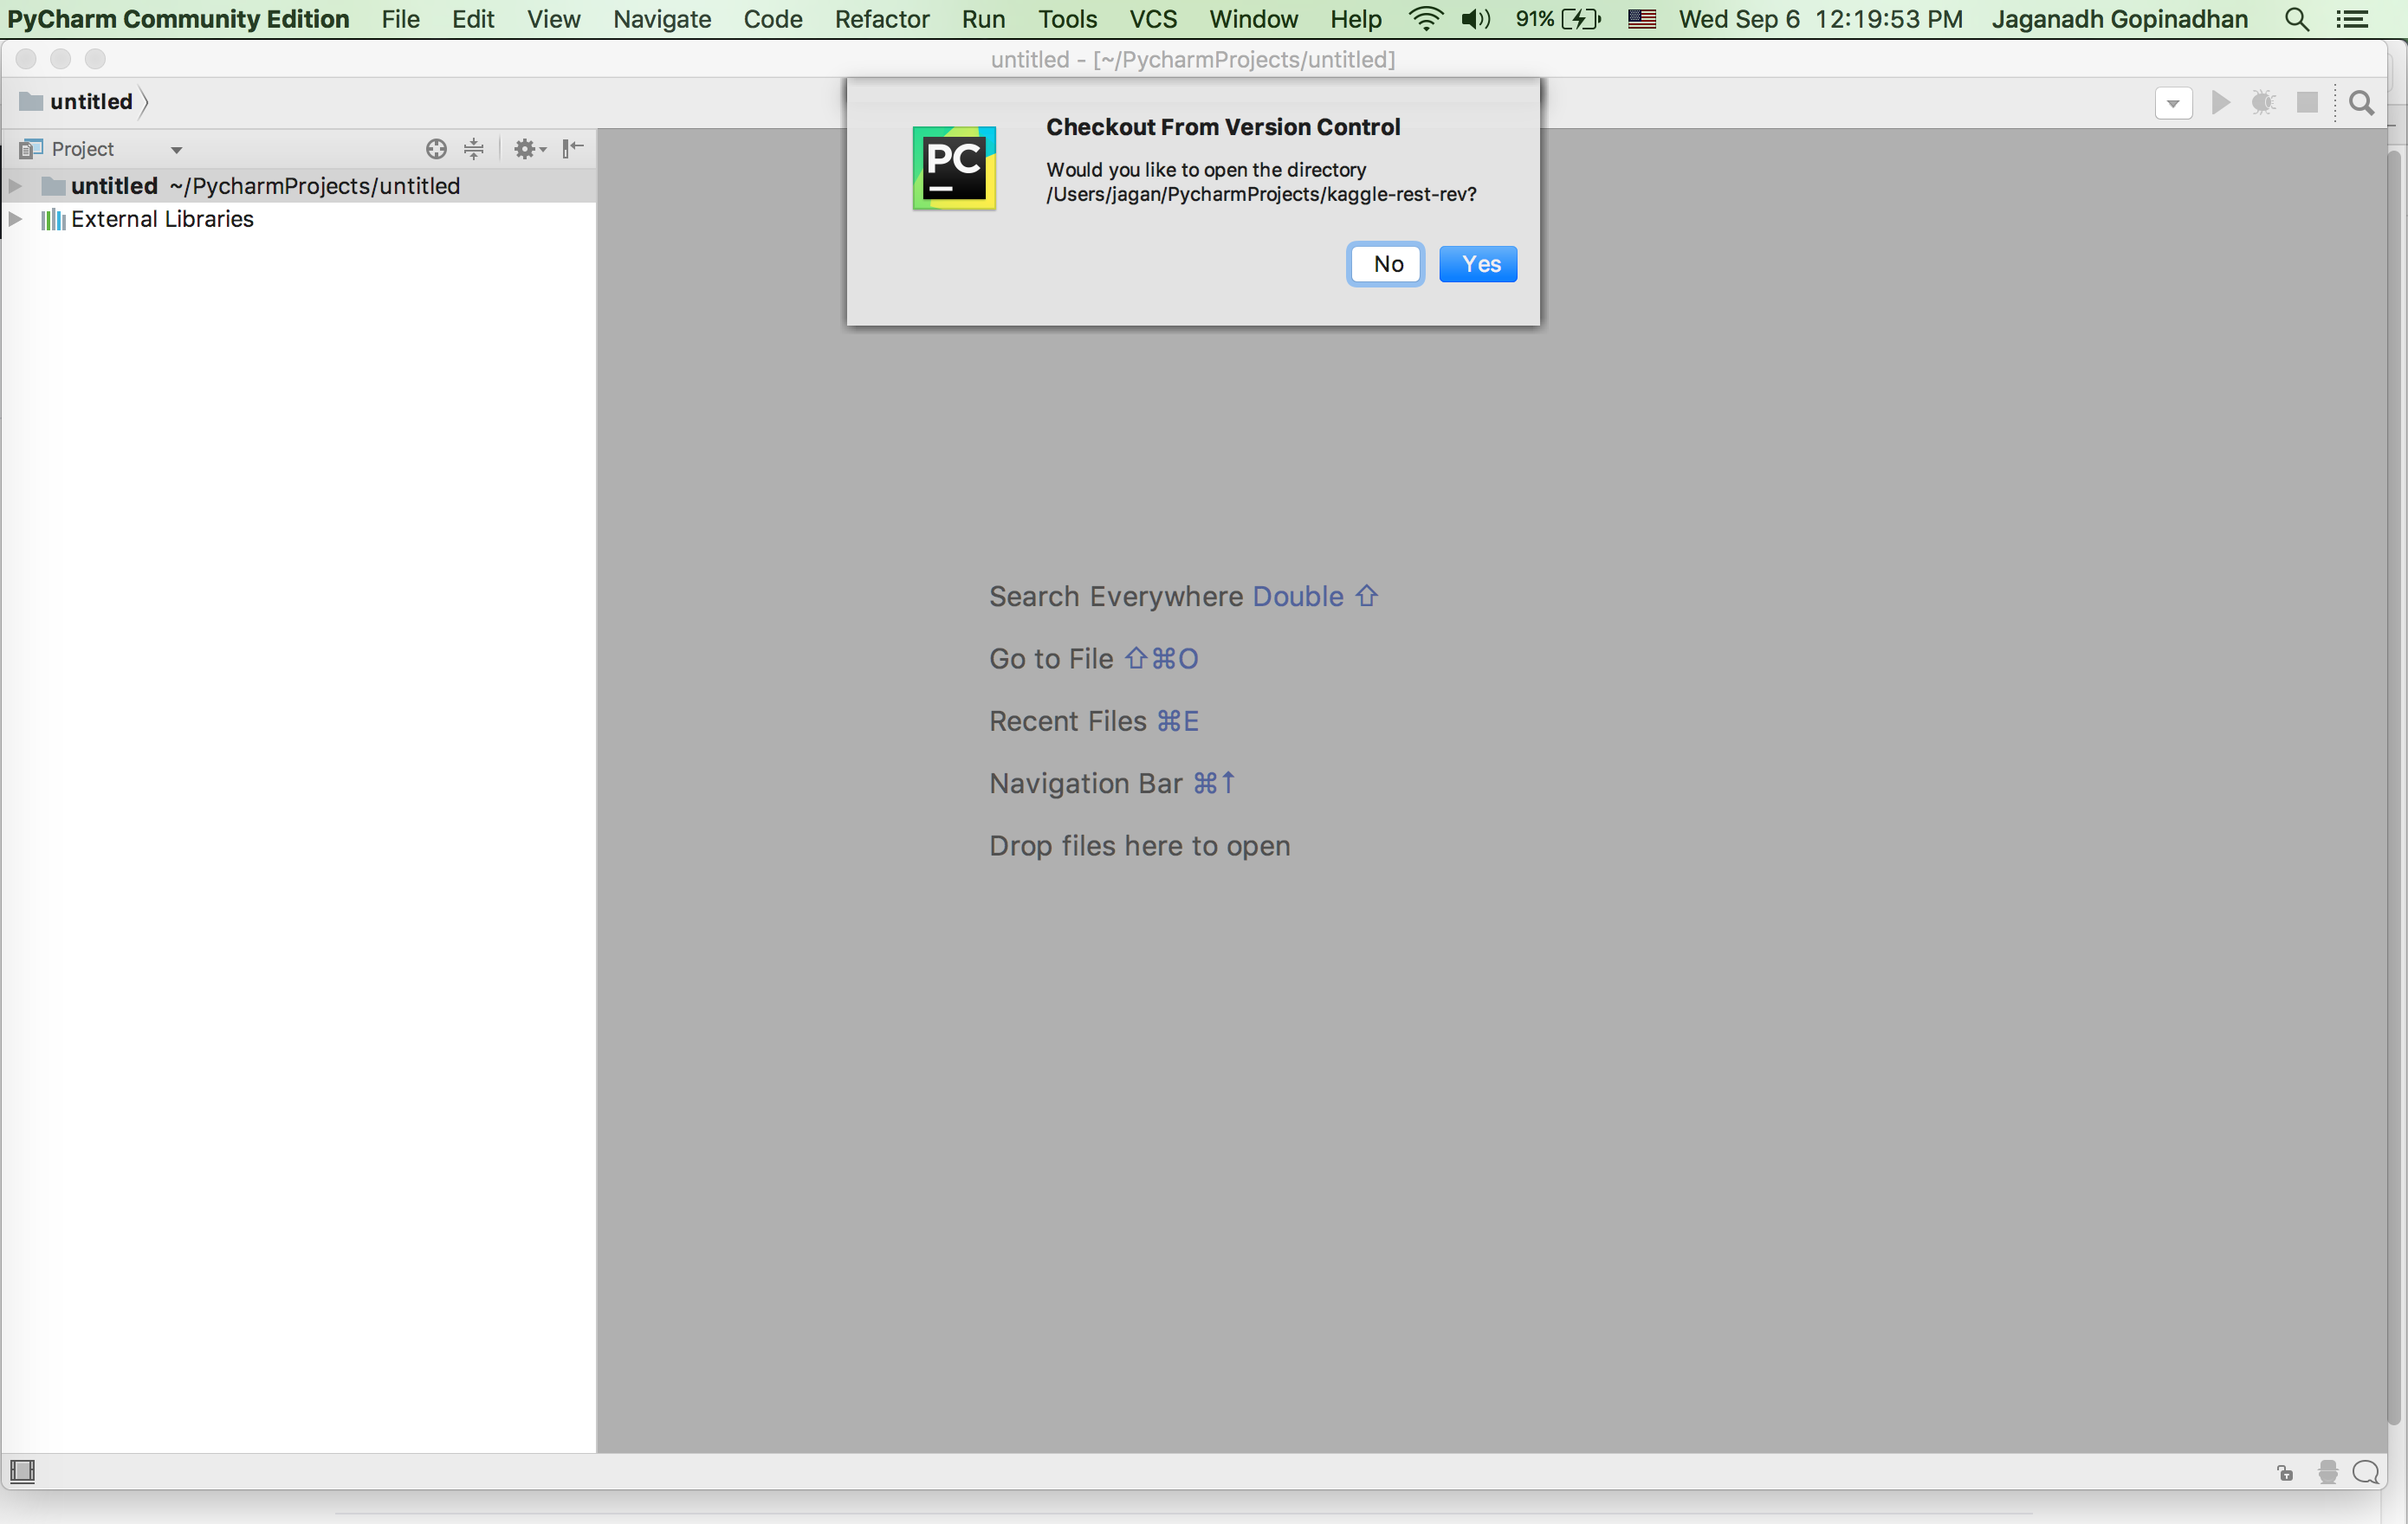 PyCharm Community Edition File Edit View Navigate Code Refactor Run Tools VCS Window Help 91% Wed Sep 6 12:19:53 PM Jaganadh Gopinadhan
untitled - [~/PycharmProjects/untitled]
untitled
Project
untitled ~/PycharmProjects/untitled
External Libraries
PC
Checkout From Version Control
Would you like to open the directory
/Users/jagan/PycharmProjects/kaggle-rest-rev?
No Yes
Search Everywhere Double ⇧
Go to File ⇧⌘O
Recent Files ⌘E
Navigation Bar ⌘↑
Drop files here to open